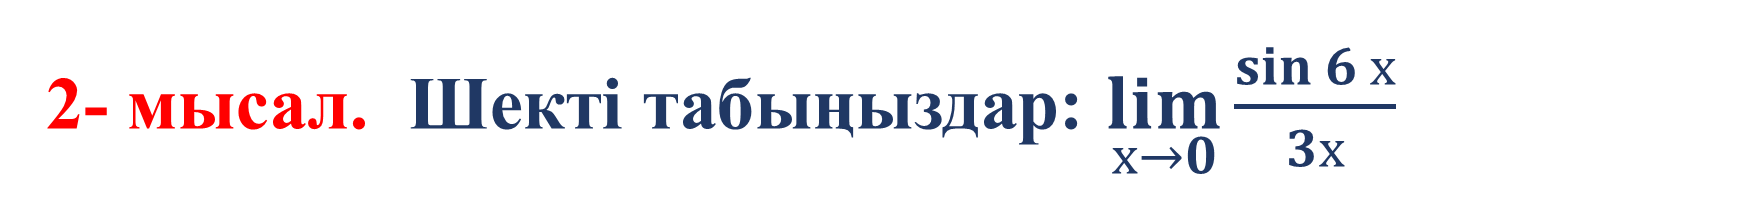 2- мысал. Шекті табыңыздар: lim x→0 sin 6 x / 3x